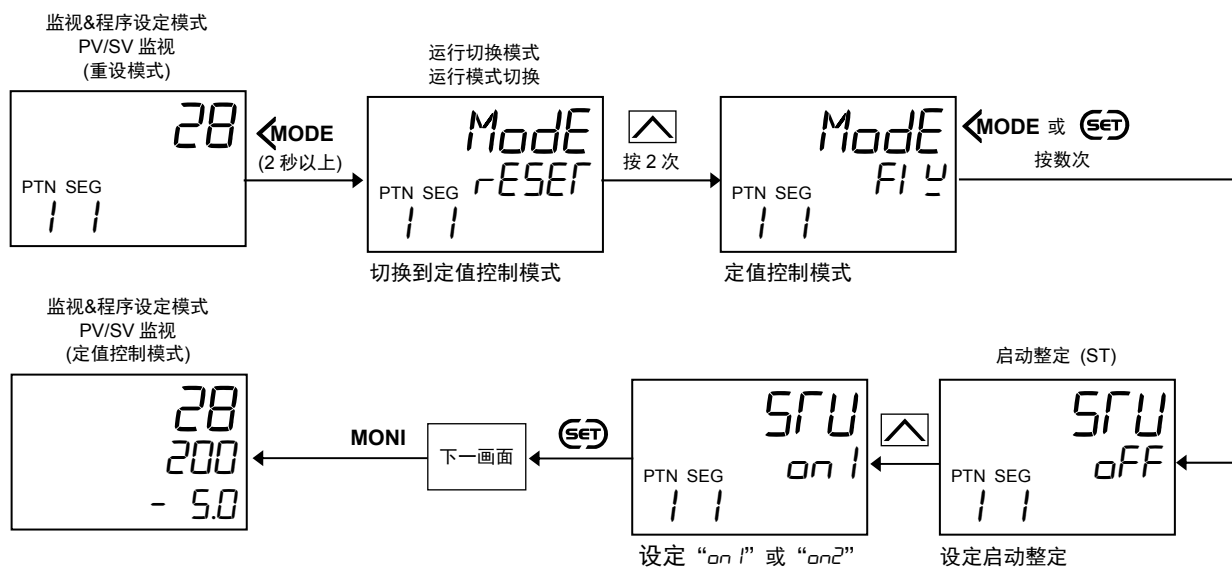 监视&程序设定模式
PV/SV 监视
(重设模式)
28
PTN SEG
1 1
<MODE
(2 秒以上)
运行切换模式
运行模式切换
ModE
rESET
PTN SEG
1 1
切换到定值控制模式
按 2 次
ModE
FIX
PTN SEG
1 1
定值控制模式
<MODE 或 SET
按数次
监视&程序设定模式
PV/SV 监视
(定值控制模式)
28
200
- 5.0
MONI
下一画面
SET
STU
on1
PTN SEG
1 1
设定“on1”或“on2”
启动整定 (ST)
STU
oFF
PTN SEG
1 1
设定启动整定